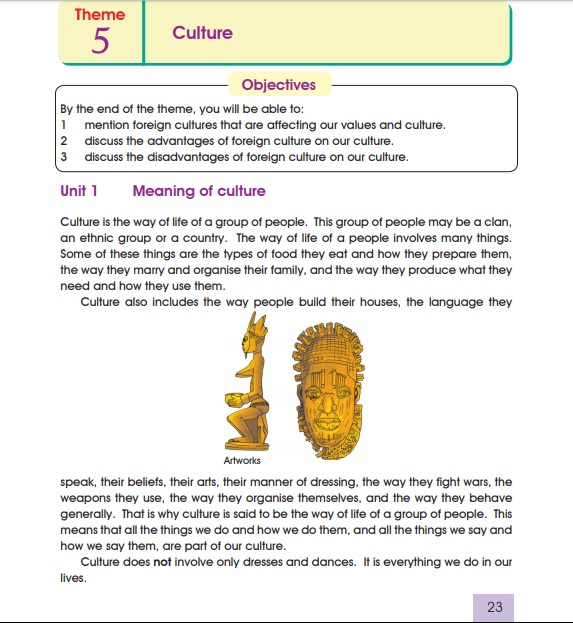 Theme
5
Culture
Objectives
By the end of the theme, you will be able to:
1 mention foreign cultures that are affecting our values and culture.
2 discuss the advantages of foreign culture on our culture.
3 discuss the disadvantages of foreign culture on our culture.
Unit 1 Meaning of culture
Culture is the way of life of a group of people. This group of people may be a clan,
an ethnic group or a country. The way of life of a people involves many things.
Some of these things are the types of food they eat and how they prepare them,
the way they marry and organise their family, and the way they produce what they
need and how they use them.
Culture also includes the way people build their houses, the language they
Artworks
speak, their beliefs, their arts, their manner of dressing, the way they fight wars, the
weapons they use, the way they organise themselves, and the way they behave
generally. That is why culture is said to be the way of life of a group of people. This
means that all the things we do and how we do them, and all the things we say and
how we say them, are part of our culture.
Culture does not involve only dresses and dances. It is everything we do in our
lives.
23